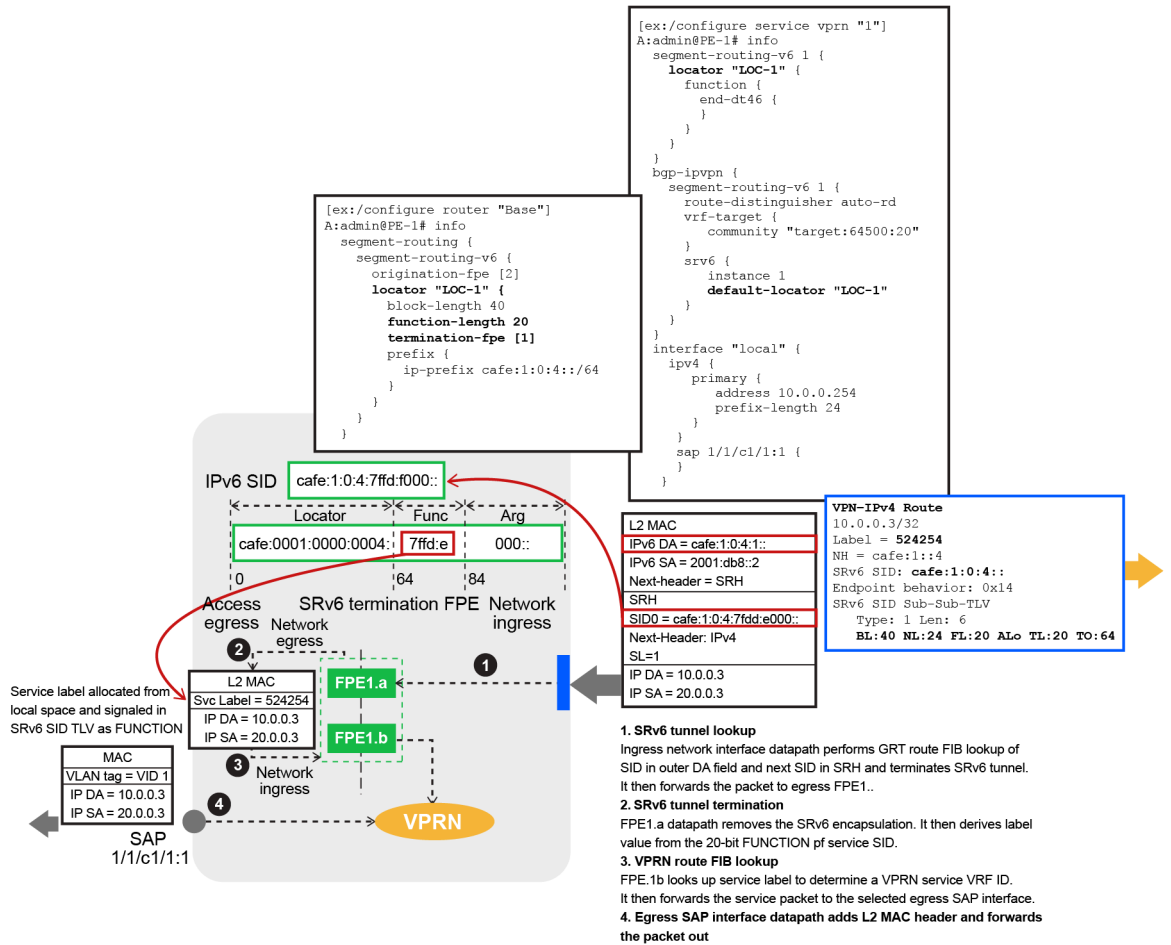 [ex:/configure service vprn "1"]
A:admin@PE-1# info
segment-routing-v6 1 {
locator "LOC-1" {
function {
end-dt46 {
}
}
}
}
bgp-ipvpn {
segment-routing-v6 1 {
route-distinguisher auto-rd
vrf-target {
community "target:64500:20"
}
srv6 {
instance 1
default-locator "LOC-1"
}
}
}
interface "local" {
ipv4 {
primary {
address 10.0.0.254
prefix-length 24
}
}
sap 1/1/c1/1:1 {
}
}
[ex:/configure router "Base"]
A:admin@PE-1# info
segment-routing {
segment-routing-v6 {
origination-fpe [2]
locator "LOC-1" {
block-length 40
function-length 20
termination-fpe [1]
prefix {
ip-prefix cafe:1:0:4::/64
}
}
}
}
IPv6 SID
cafe:1:0:4:7ffd:f000::
Locator Func Arg
cafe:0001:0000:0004: 7ffd:e 000::
0 64 84
Access egress
SRv6 termination FPE
Network ingress
Network egress
2
1
FPE1.a
L2 MAC
Svc Label = 524254
IP DA = 10.0.0.3
IP SA = 20.0.0.3
FPE1.b
3
Network ingress
Service label allocated from
local space and signaled in
SRv6 SID TLV as FUNCTION
MAC
VLAN tag = VID 1
IP DA = 10.0.0.3
IP SA = 20.0.0.3
4
VPRN
SAP
1/1/c1/1:1
L2 MAC
IPv6 DA = cafe:1:0:4:1::
IPv6 SA = 2001:db8::2
Next-header = SRH
SRH
SID0 = cafe:1:0:4:7fdd:e000::
Next-Header: IPv4
SL=1
IP DA = 10.0.0.3
IP SA = 20.0.0.3
VPN-IPv4 Route
10.0.0.3/32
Label = 524254
NH = cafe:1::4
SRv6 SID: cafe:1:0:4::
Endpoint behavior: 0x14
SRv6 SID Sub-Sub-TLV
Type: 1 Len: 6
BL:40 NL:24 FL:20 ALo TL:20 TO:64
1. SRv6 tunnel lookup
Ingress network interface datapath performs GRT route FIB lookup of
SID in outer DA field and next SID in SRH and terminates SRv6 tunnel.
It then forwards the packet to egress FPE1..
2. SRv6 tunnel termination
FPE1.a datapath removes the SRv6 encapsulation. It then derives label
value from the 20-bit FUNCTION pf service SID.
3. VPRN route FIB lookup
FPE.1b looks up service label to determine a VPRN service VRF ID.
It then forwards the service packet to the selected egress SAP interface.
4. Egress SAP interface datapath adds L2 MAC header and forwards
the packet out